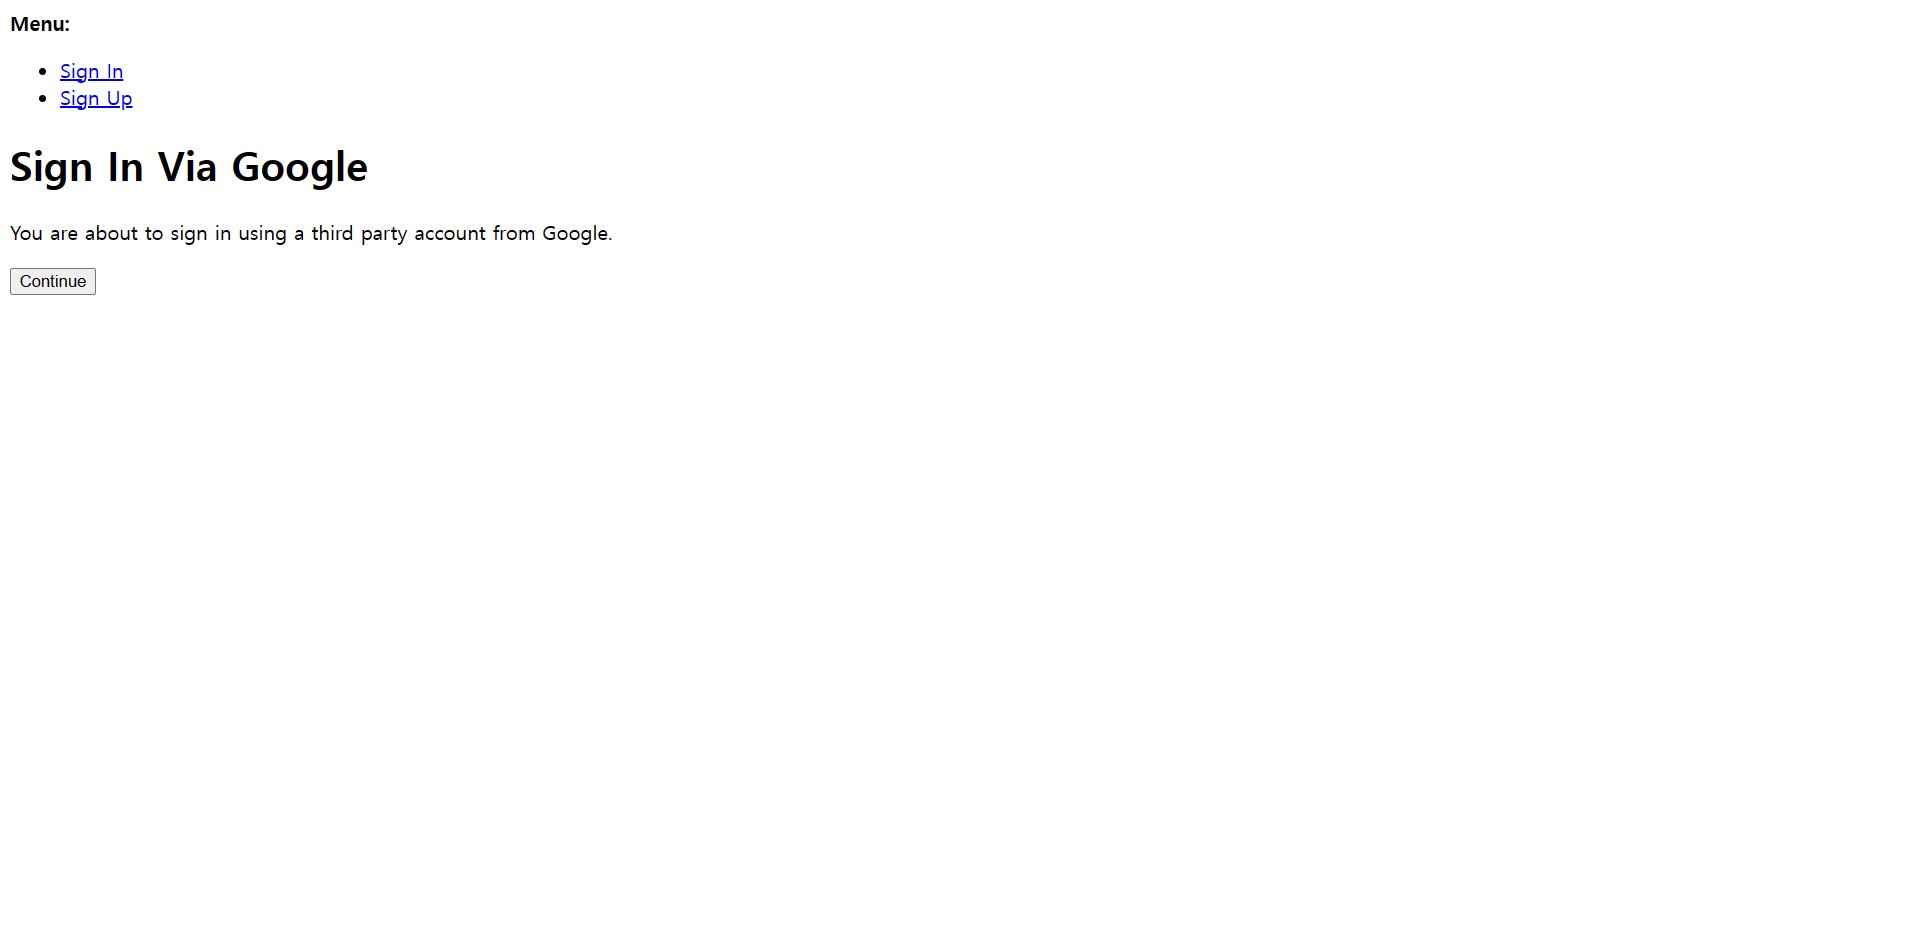 Menu:
Sign In
Sign Up
Sign In Via Google
You are about to sign in using a third party account from Google.
Continue